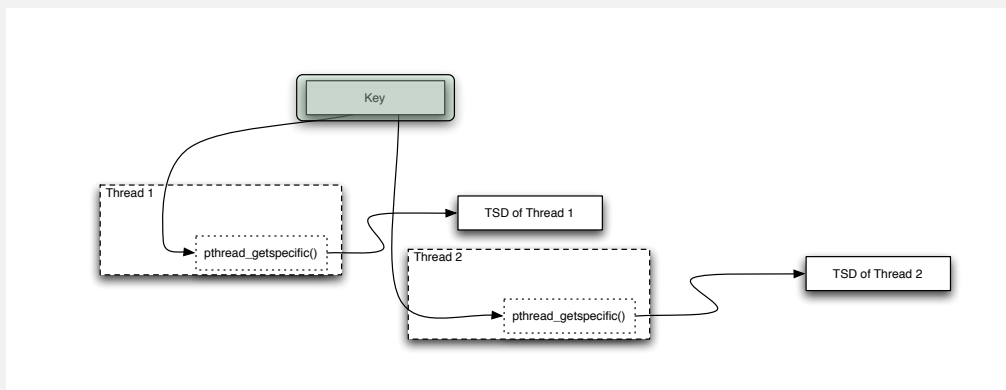 Key
Thread 1
pthread_getspecific()
TSD of Thread 1
Thread 2
pthread_getspecific()
TSD of Thread 2